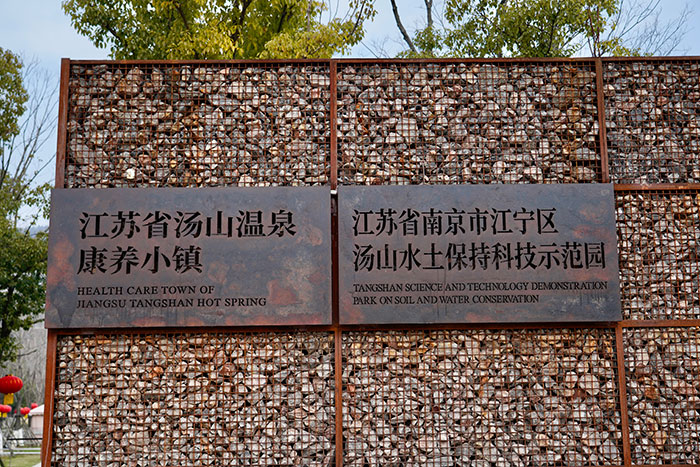 江苏省汤山温泉
康养小镇
HEALTH CARE TOWN OF
JIANGSU TANGSHAN HOT SPRING
江苏省南京市江宁区
汤山水土保持科技示范园
TANGSHAN SCIENCE AND TECHNOLOGY DEMONSTRATION
PARK ON SOIL AND WATER CONSERVATION